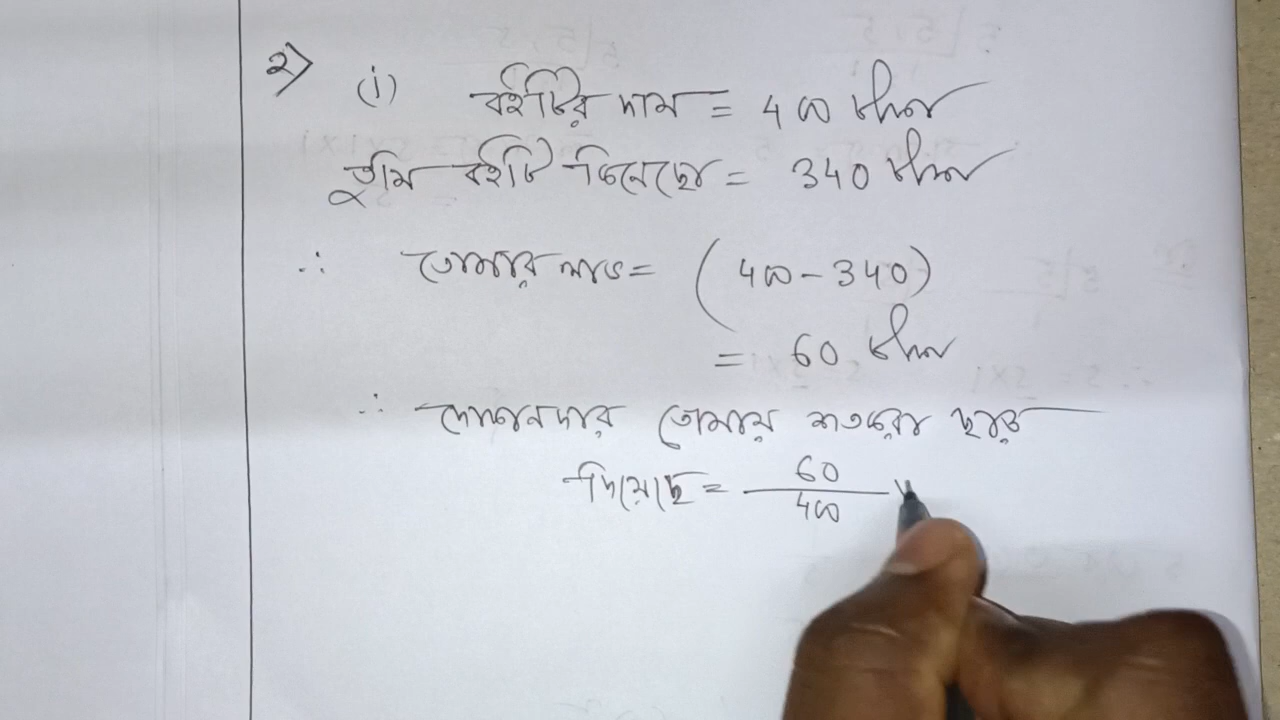 ২) (i) বইটির দাম = 400 টাকা
তুমি বইটি কিনেছো = 340 টাকা
∴ তোমার লাভ = (400 - 340)
= 60 টাকা
∴ দোকানদার তোমায় শতকরা ছাড়
দিয়েছে = 60/400